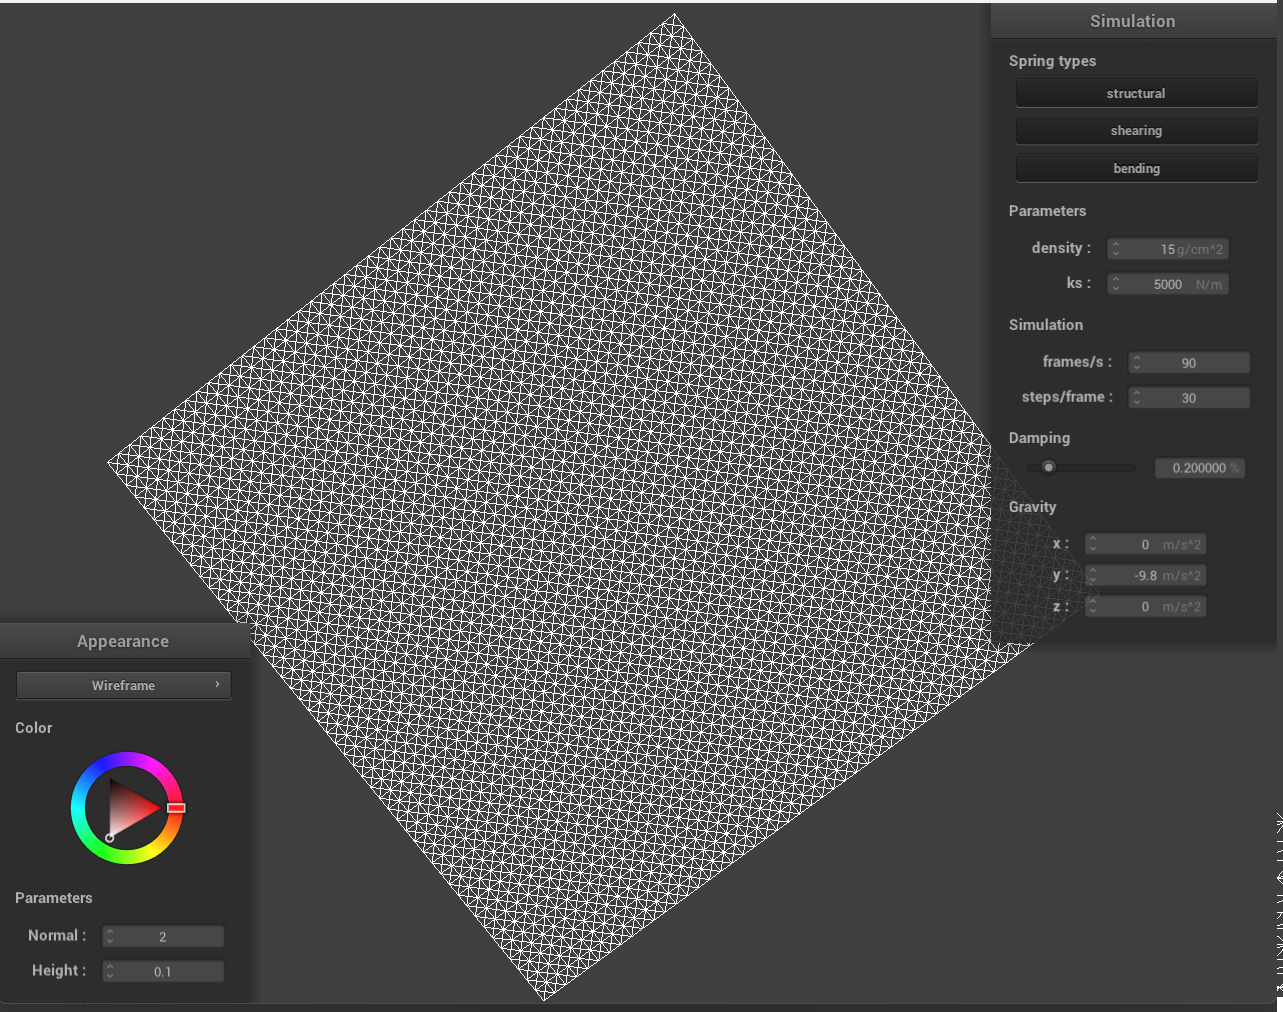 Simulation
Spring types
structural
shearing
bending
Parameters
density : 15 g/cm^2
ks : 5000 N/m
Simulation
frames/s : 90
steps/frame : 30
Damping
0.200000 %
Gravity
x : 0 m/s^2
y : -9.8 m/s^2
z : 0 m/s^2
Appearance
Wireframe
Color
Parameters
Normal : 2
Height : 0.1